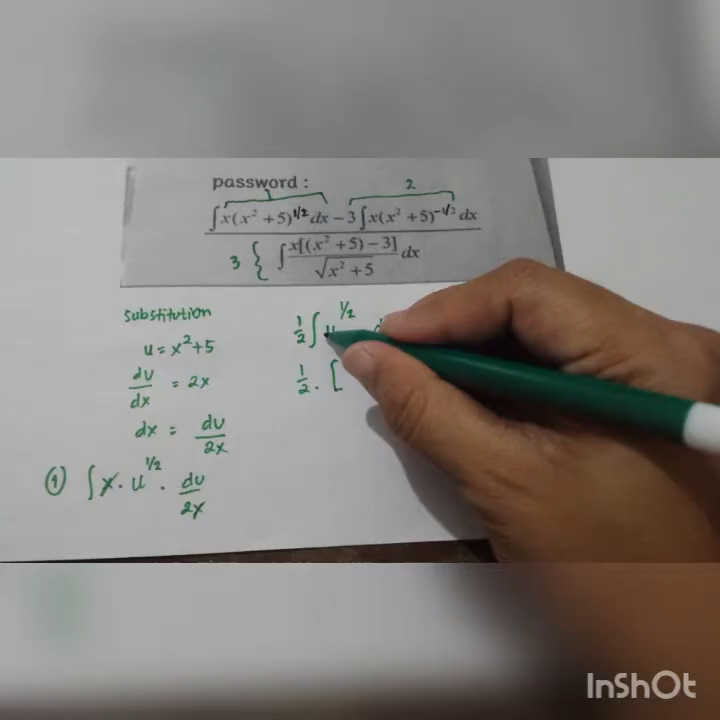 password :
1 2
∫x(x² + 5)^1/2 dx − 3∫x(x² + 5)^-1/2 dx
3 { ∫ x[(x² + 5) − 3] / √x² + 5 dx
substitution
u = x² + 5
du/dx = 2x
dx = du/2x
① ∫x · u^1/2 · du/2x
1/2 ∫ u^1/2
1/2 · [
InShOt